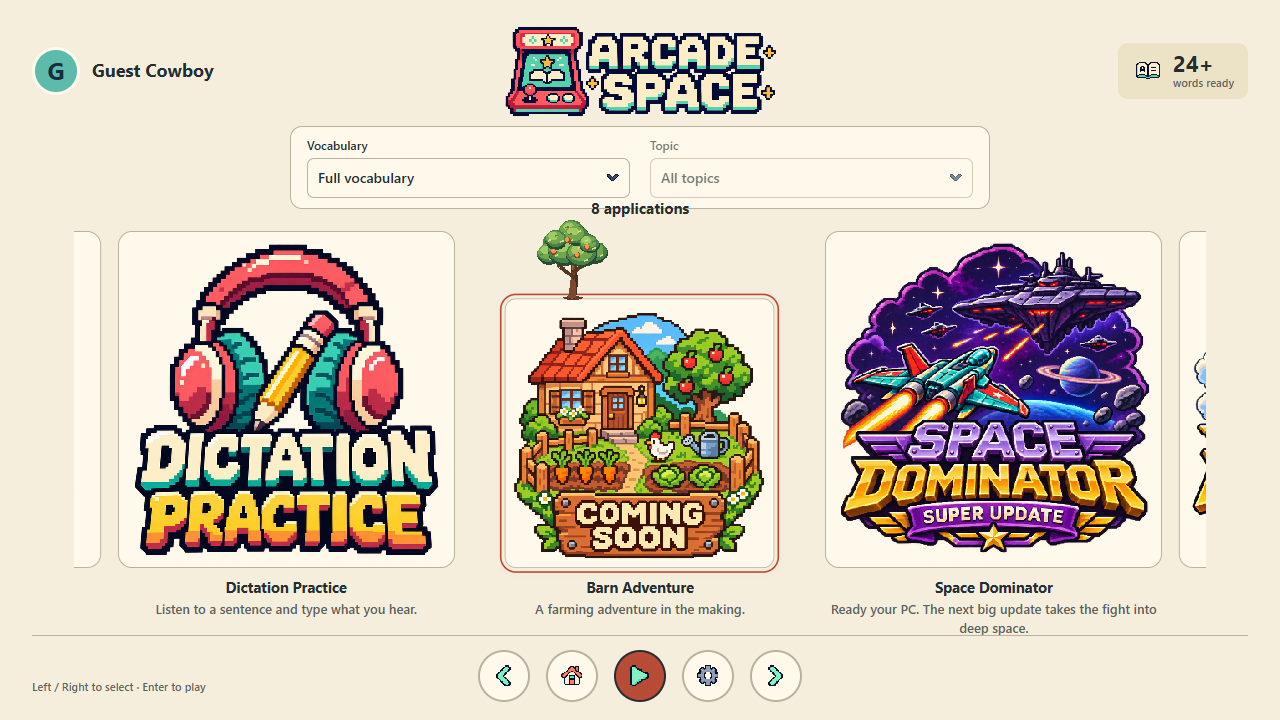 G
Guest Cowboy
ARCADE
SPACE
24+
words ready
Vocabulary
Full vocabulary
Topic
All topics
8 applications
DICTATION
PRACTICE
COMING
SOON
SPACE
DOMINATOR
SUPER UPDATE
Dictation Practice
Listen to a sentence and type what you hear.
Barn Adventure
A farming adventure in the making.
Space Dominator
Ready your PC. The next big update takes the fight into
deep space.
Left / Right to select · Enter to play